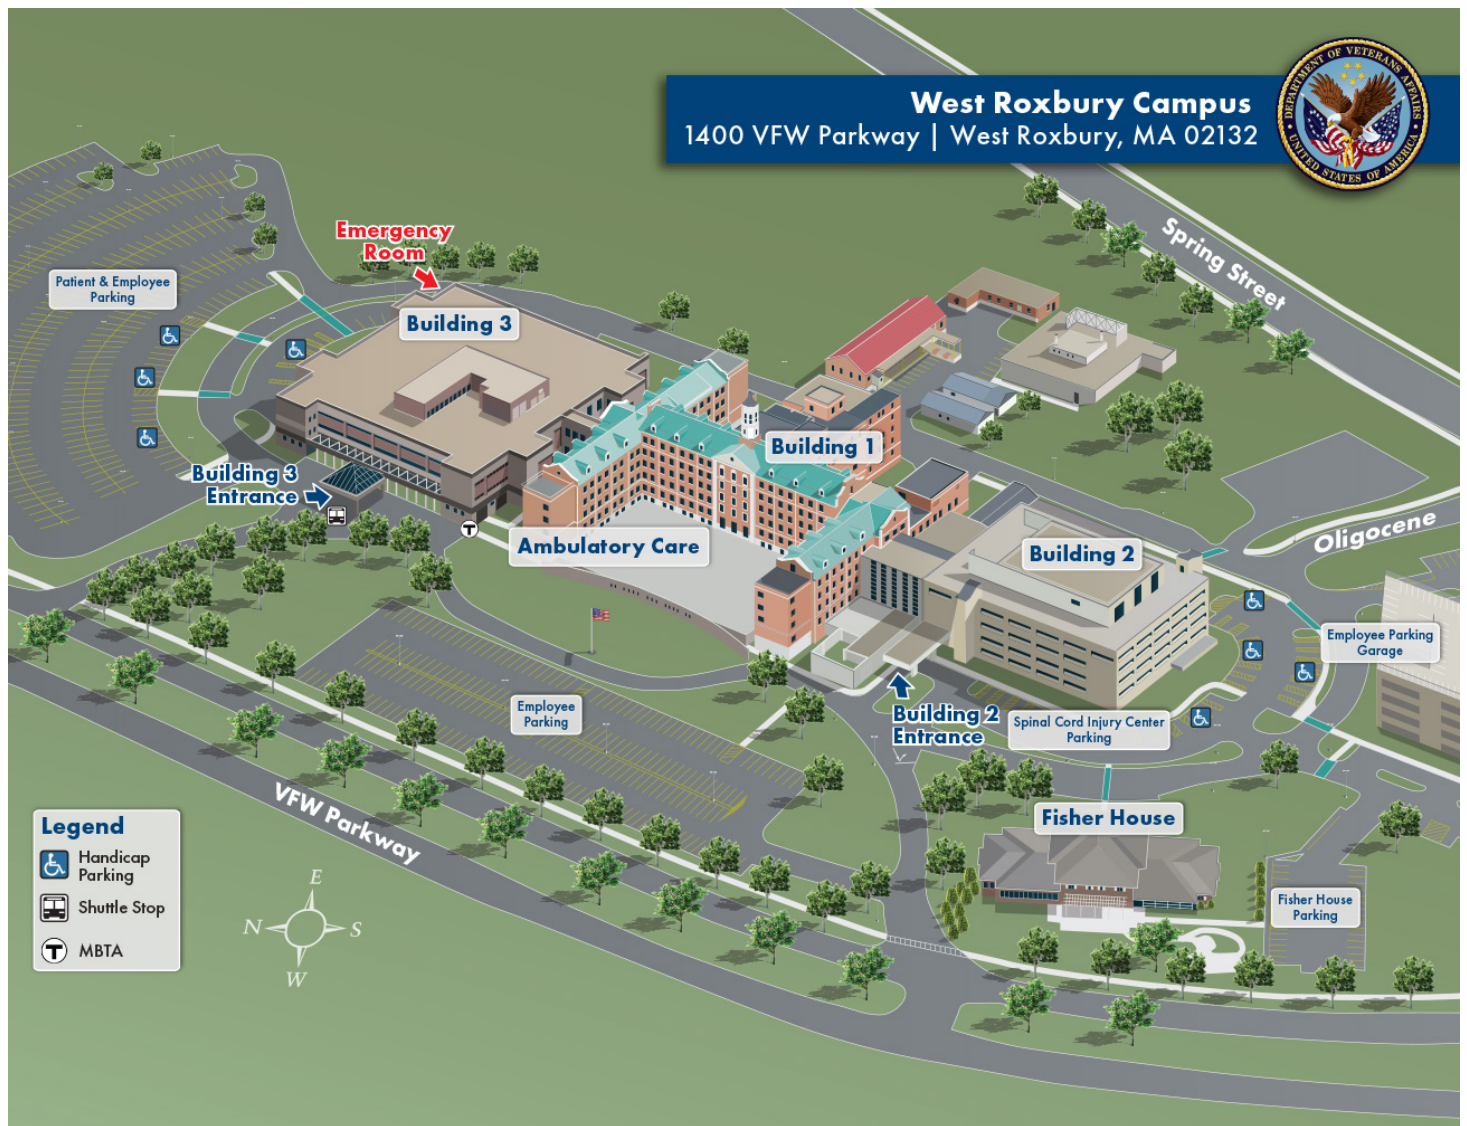 West Roxbury Campus
1400 VFW Parkway | West Roxbury, MA 02132
DEPARTMENT OF VETERANS AFFAIRS
UNITED STATES OF AMERICA
Spring Street
Emergency
Room
Patient & Employee
Parking
Building 3
Building 1
Building 3
Entrance
T
Ambulatory Care
Building 2
Oligocene
Employee Parking
Garage
Employee
Parking
Building 2
Entrance
Spinal Cord Injury Center
Parking
VFW Parkway
Fisher House
Fisher House
Parking
Legend
Handicap
Parking
Shuttle Stop
T MBTA
E
N
S
W